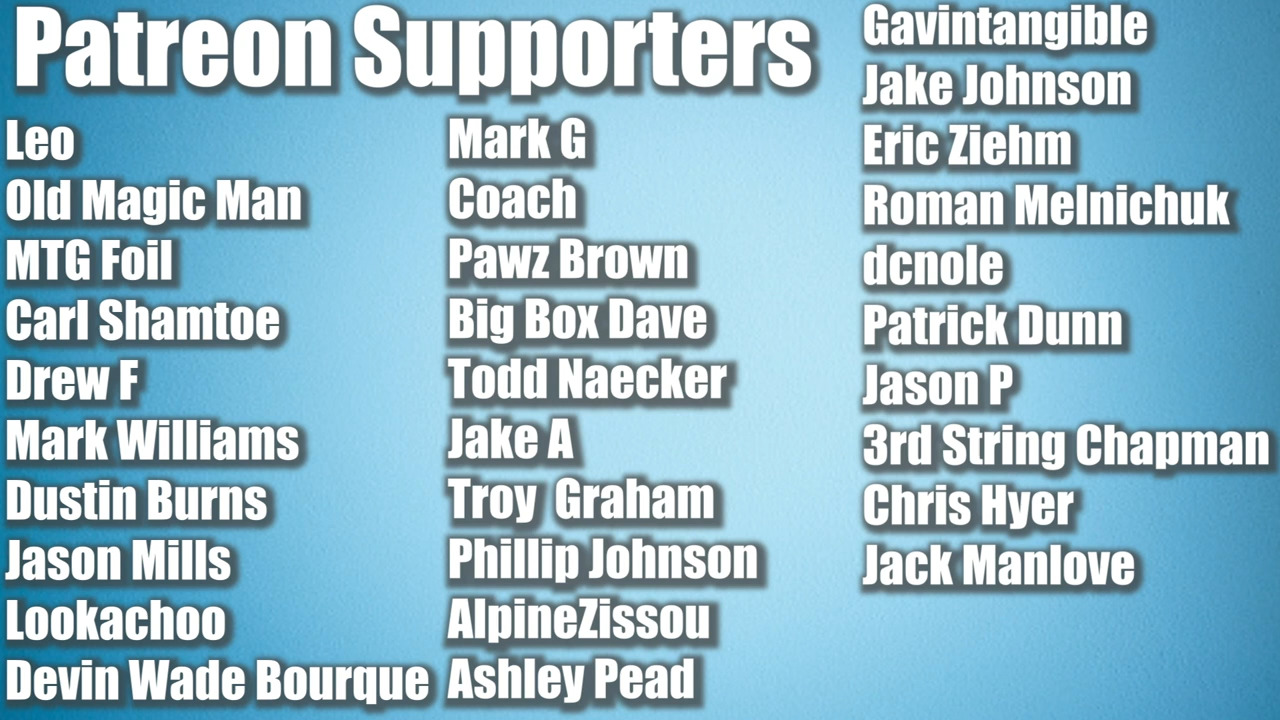 Patreon Supporters
Leo
Old Magic Man
MTG Foil
Carl Shamtoe
Drew F
Mark Williams
Dustin Burns
Jason Mills
Lookachoo
Devin Wade Bourque
Mark G
Coach
Pawz Brown
Big Box Dave
Todd Naecker
Jake A
Troy  Graham
Phillip Johnson
AlpineZissou
Ashley Pead
Gavintangible
Jake Johnson
Eric Ziehm
Roman Melnichuk
dcnole
Patrick Dunn
Jason P
3rd String Chapman
Chris Hyer
Jack Manlove